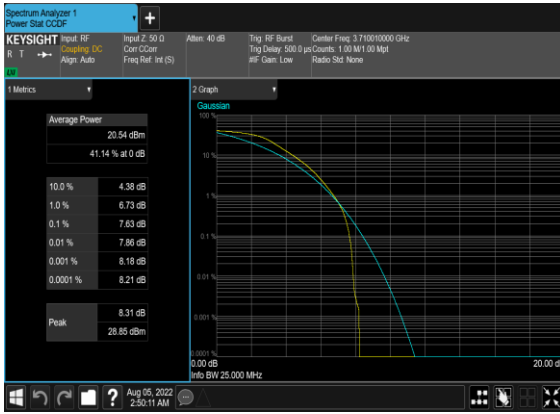 Spectrum Analyzer 1
Power Stat CCDF
KEYSIGHT
R T
LV
Input: RF
Coupling: DC
Align: Auto
Input Z: 50 Ω
Corr CCorr
Freq Ref: Int (S)
Atten: 40 dB
Trig: RF Burst
Trig Delay: 500.0 µs
#IF Gain: Low
Center Freq: 3.710010000 GHz
Counts: 1.00 M/1.00 Mpt
Radio Std: None
1 Metrics
Average Power
20.54 dBm
41.14 % at 0 dB
10.0 % 4.38 dB
1.0 % 6.73 dB
0.1 % 7.63 dB
0.01 % 7.86 dB
0.001 % 8.18 dB
0.0001 % 8.21 dB
Peak
8.31 dB
28.85 dBm
2 Graph
Gaussian
100 %
10 %
1 %
0.1 %
0.01 %
0.001 %
0.0001 %
0.00 dB
20.00 d
Info BW 25.000 MHz
?
Aug 05, 2022
2:50:11 AM